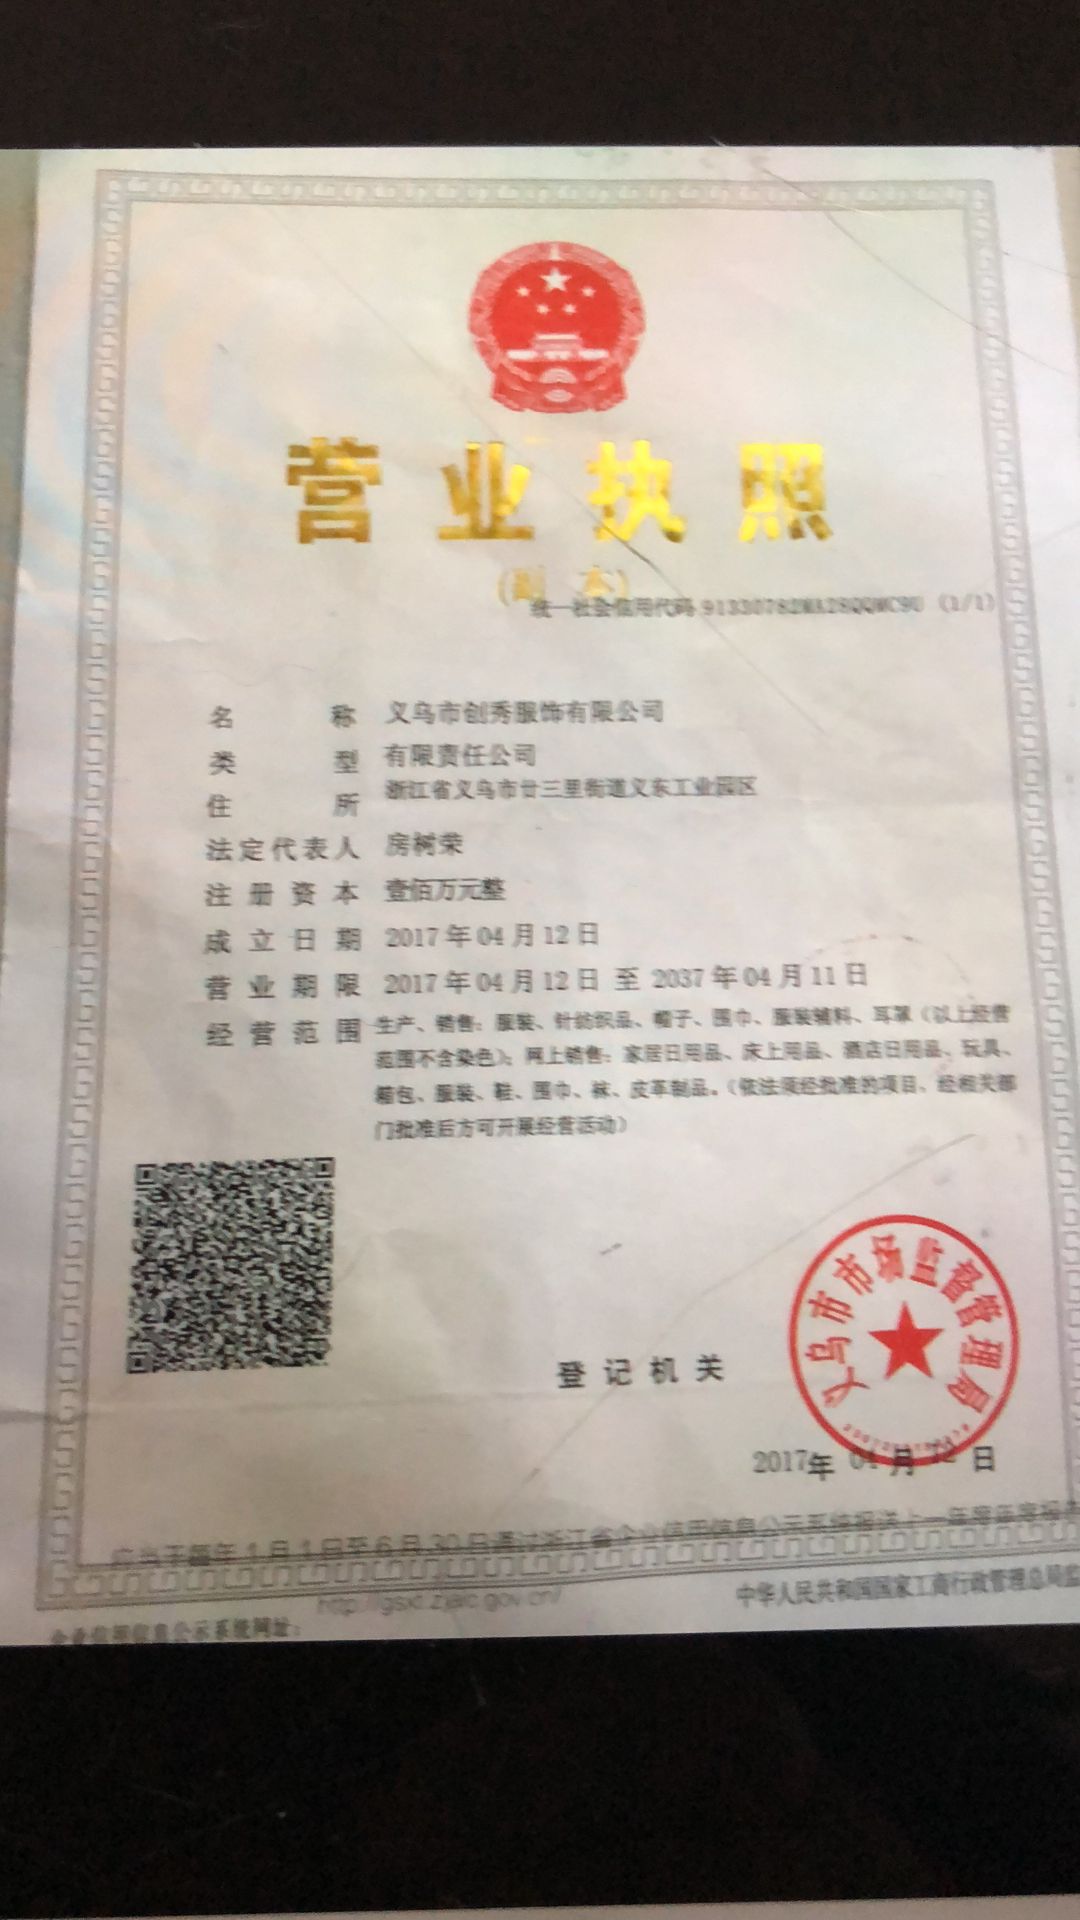 营业执照
(副 本)
统一社会信用代码 91330782MA28QQMC9U (1/1)
名 称 义乌市创秀服饰有限公司
类 型 有限责任公司
住 所 浙江省义乌市廿三里街道义东工业园区
法定代表人 房树荣
注册资本 壹佰万元整
成立日期 2017年04月12日
营业期限 2017年04月12日 至 2037年04月11日
经营范围 生产、销售：服装、针纺织品、帽子、围巾、服装辅料、耳罩（以上经营
范围不含染色）；网上销售：家居日用品、床上用品、酒店日用品、玩具、
箱包、服装、鞋、围巾、袜、皮革制品。（依法须经批准的项目，经相关部
门批准后方可开展经营活动）
义乌市市场监督管理局
登记机关
2017年 04月 12日
应当于每年1月1日至6月30日通过浙江省企业信用信息公示系统报送上一年度年度报告
企业信用信息公示系统网址：
http://gsxt.zjaic.gov.cn/
中华人民共和国国家工商行政管理总局监